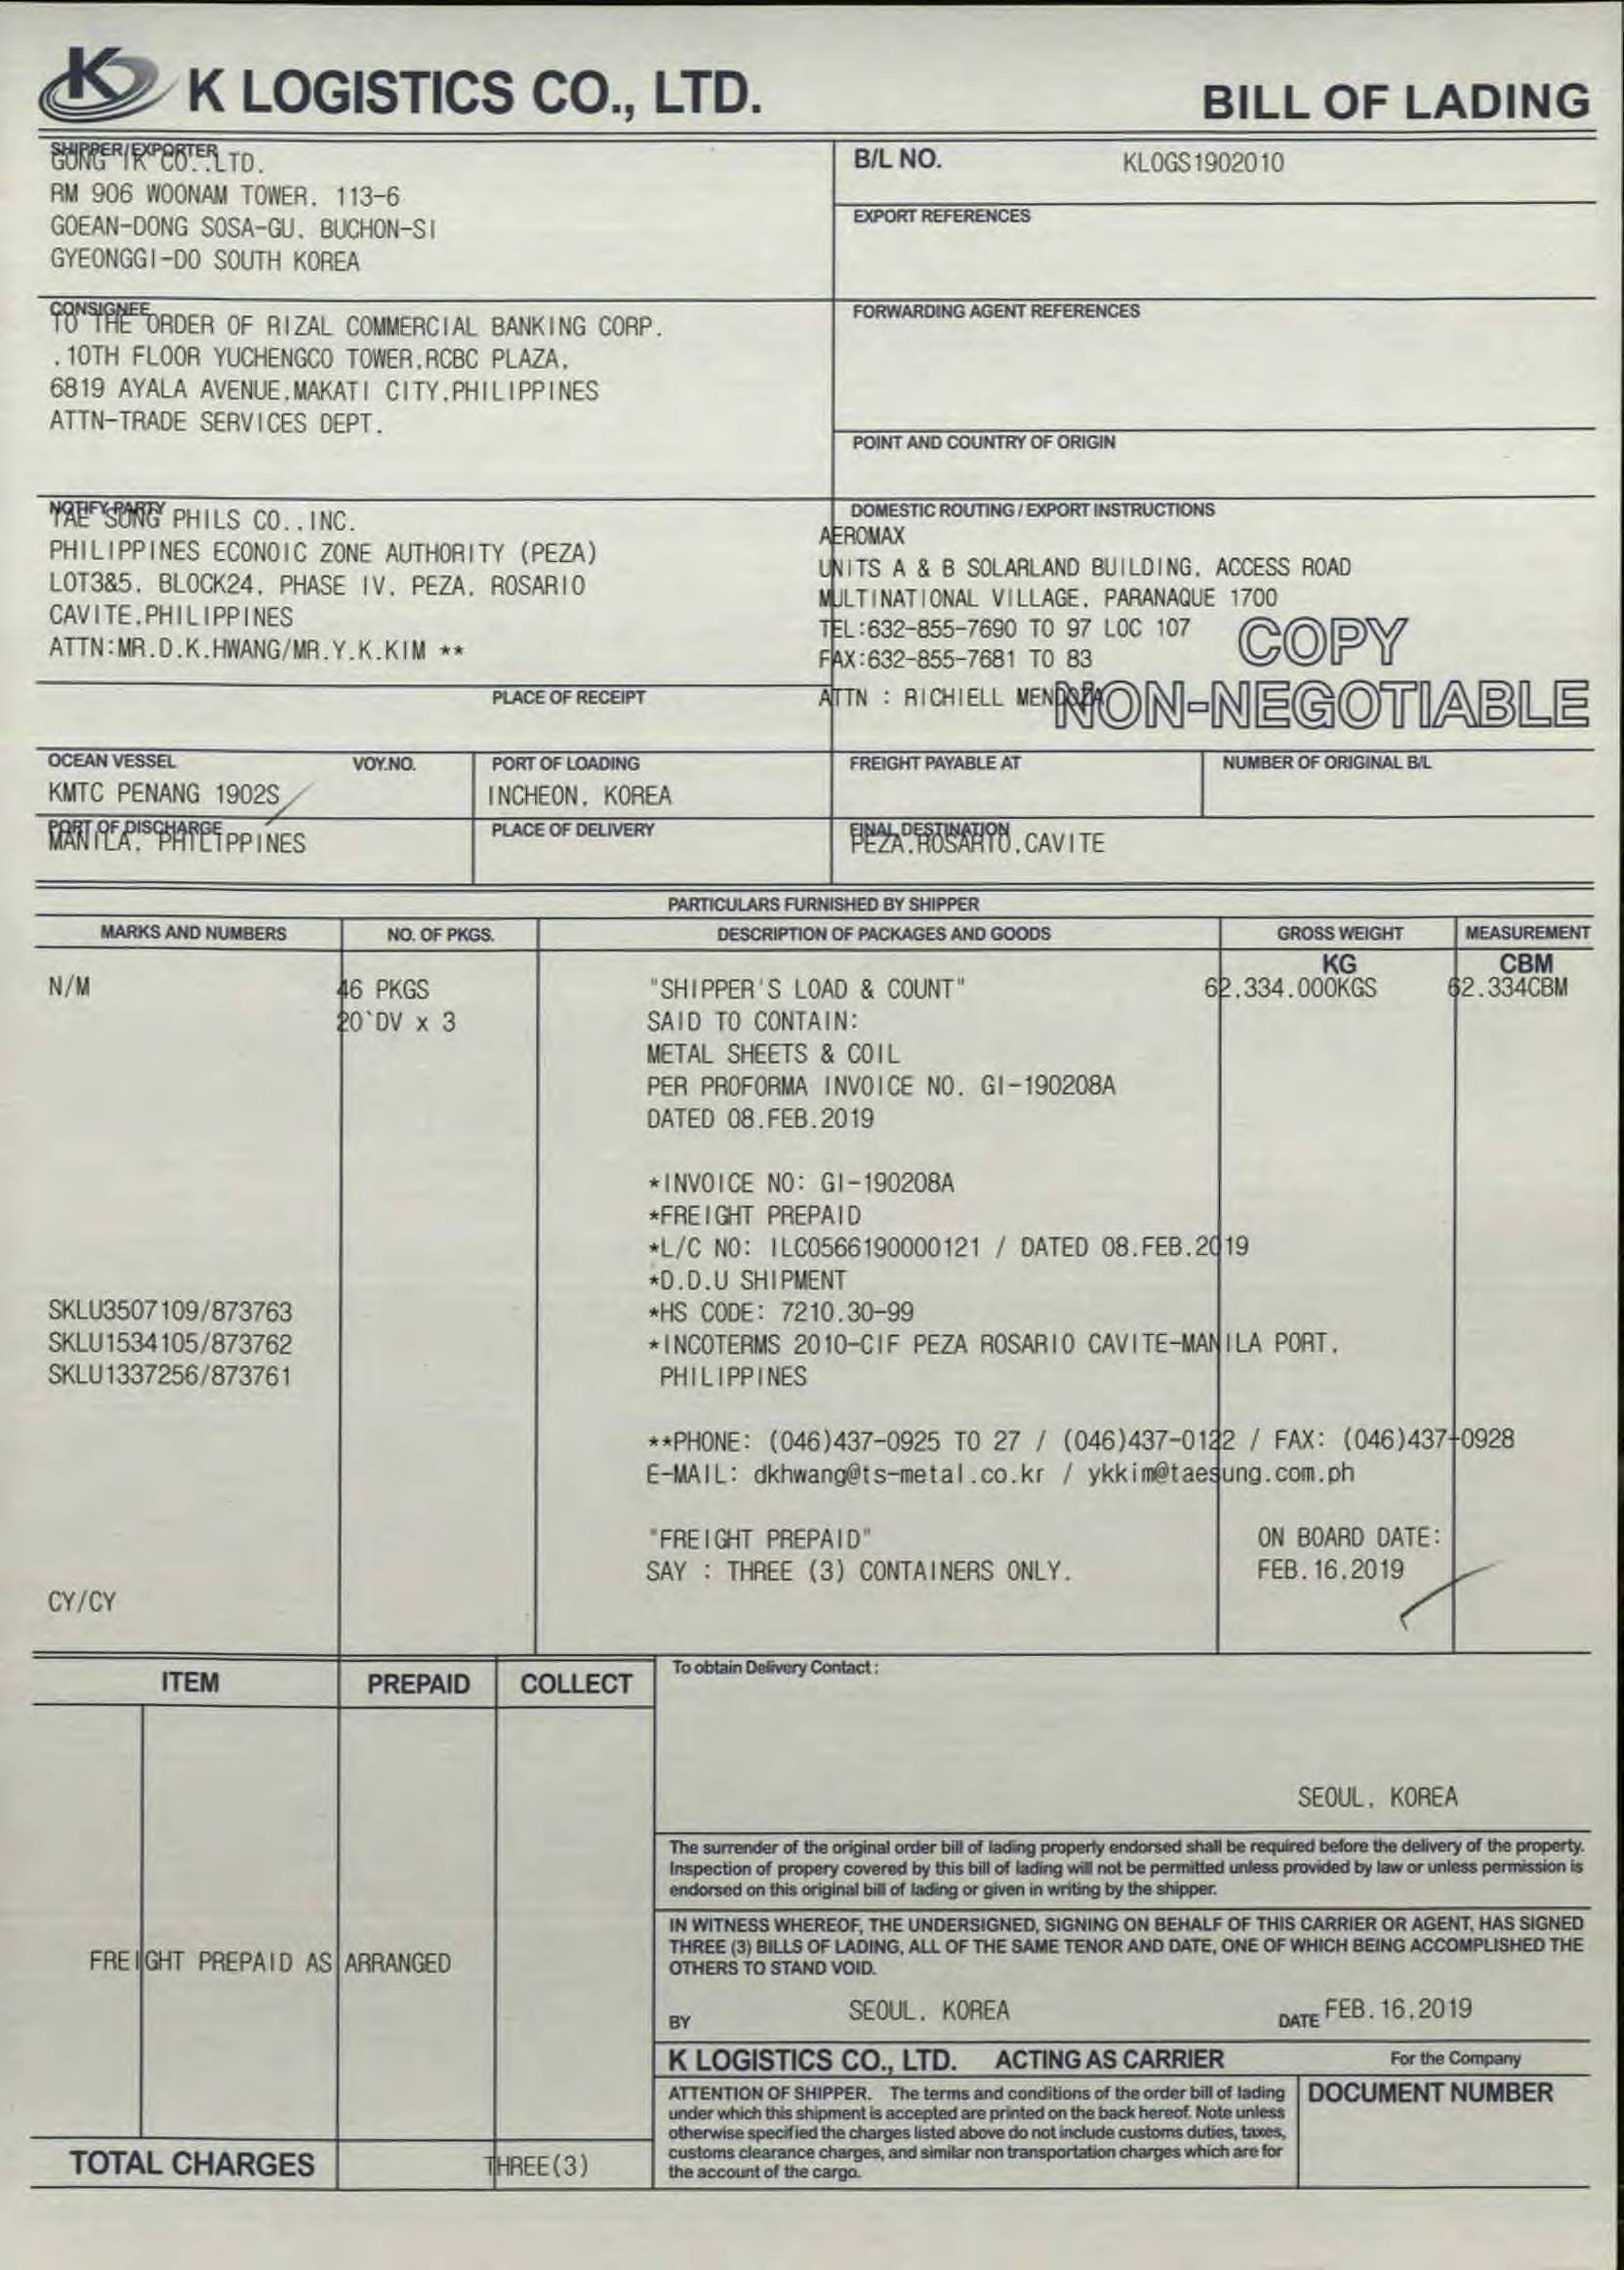 K LOGISTICS CO., LTD.
BILL OF LADING
SHIPPER/EXPORTER
GONG IK CO.,LTD.
RM 906 WOONAM TOWER, 113-6
GOEAN-DONG SOSA-GU, BUCHON-SI
GYEONGGI-DO SOUTH KOREA
B/L NO. KLOGS1902010
EXPORT REFERENCES
CONSIGNEE
TO THE ORDER OF RIZAL COMMERCIAL BANKING CORP.
.10TH FLOOR YUCHENGCO TOWER,RCBC PLAZA,
6819 AYALA AVENUE,MAKATI CITY,PHILIPPINES
ATTN-TRADE SERVICES DEPT.
FORWARDING AGENT REFERENCES
POINT AND COUNTRY OF ORIGIN
NOTIFY PARTY
TAE SUNG PHILS CO.,INC.
PHILIPPINES ECONOIC ZONE AUTHORITY (PEZA)
LOT3&5, BLOCK24, PHASE IV, PEZA, ROSARIO
CAVITE,PHILIPPINES
ATTN:MR.D.K.HWANG/MR.Y.K.KIM **
DOMESTIC ROUTING / EXPORT INSTRUCTIONS
AEROMAX
UNITS A & B SOLARLAND BUILDING, ACCESS ROAD
MULTINATIONAL VILLAGE, PARANAQUE 1700
TEL:632-855-7690 TO 97 LOC 107
FAX:632-855-7681 TO 83
ATTN : RICHIELL MENDOZA
COPY
NON-NEGOTIABLE
PLACE OF RECEIPT
OCEAN VESSEL VOY.NO.
KMTC PENANG 1902S
PORT OF LOADING
INCHEON, KOREA
FREIGHT PAYABLE AT
NUMBER OF ORIGINAL B/L
PORT OF DISCHARGE
MANILA, PHILIPPINES
PLACE OF DELIVERY
FINAL DESTINATION
PEZA,ROSARIO,CAVITE
PARTICULARS FURNISHED BY SHIPPER
MARKS AND NUMBERS NO. OF PKGS. DESCRIPTION OF PACKAGES AND GOODS GROSS WEIGHT MEASUREMENT
KG CBM
N/M 46 PKGS "SHIPPER'S LOAD & COUNT" 62.334.000KGS 62.334CBM
20`DV x 3 SAID TO CONTAIN:
METAL SHEETS & COIL
PER PROFORMA INVOICE NO. GI-190208A
DATED 08.FEB.2019
*INVOICE NO: GI-190208A
*FREIGHT PREPAID
*L/C NO: ILC0566190000121 / DATED 08.FEB.2019
*D.D.U SHIPMENT
SKLU3507109/873763 *HS CODE: 7210.30-99
SKLU1534105/873762 *INCOTERMS 2010-CIF PEZA ROSARIO CAVITE-MANILA PORT,
SKLU1337256/873761 PHILIPPINES
**PHONE: (046)437-0925 TO 27 / (046)437-0122 / FAX: (046)437-0928
E-MAIL: dkhwang@ts-metal.co.kr / ykkim@taesung.com.ph
"FREIGHT PREPAID" ON BOARD DATE:
SAY : THREE (3) CONTAINERS ONLY. FEB.16.2019
CY/CY
ITEM PREPAID COLLECT
FREIGHT PREPAID AS ARRANGED
TOTAL CHARGES THREE(3)
To obtain Delivery Contact :
SEOUL, KOREA
The surrender of the original order bill of lading property endorsed shall be required before the delivery of the property.
Inspection of propery covered by this bill of lading will not be permitted unless provided by law or unless permission is
endorsed on this original bill of lading or given in writing by the shipper.
IN WITNESS WHEREOF, THE UNDERSIGNED, SIGNING ON BEHALF OF THIS CARRIER OR AGENT, HAS SIGNED
THREE (3) BILLS OF LADING, ALL OF THE SAME TENOR AND DATE, ONE OF WHICH BEING ACCOMPLISHED THE
OTHERS TO STAND VOID.
BY SEOUL, KOREA DATE FEB.16.2019
K LOGISTICS CO., LTD. ACTING AS CARRIER For the Company
ATTENTION OF SHIPPER. The terms and conditions of the order bill of lading
under which this shipment is accepted are printed on the back hereof. Note unless
otherwise specified the charges listed above do not include customs duties, taxes,
customs clearance charges, and similar non transportation charges which are for
the account of the cargo.
DOCUMENT NUMBER